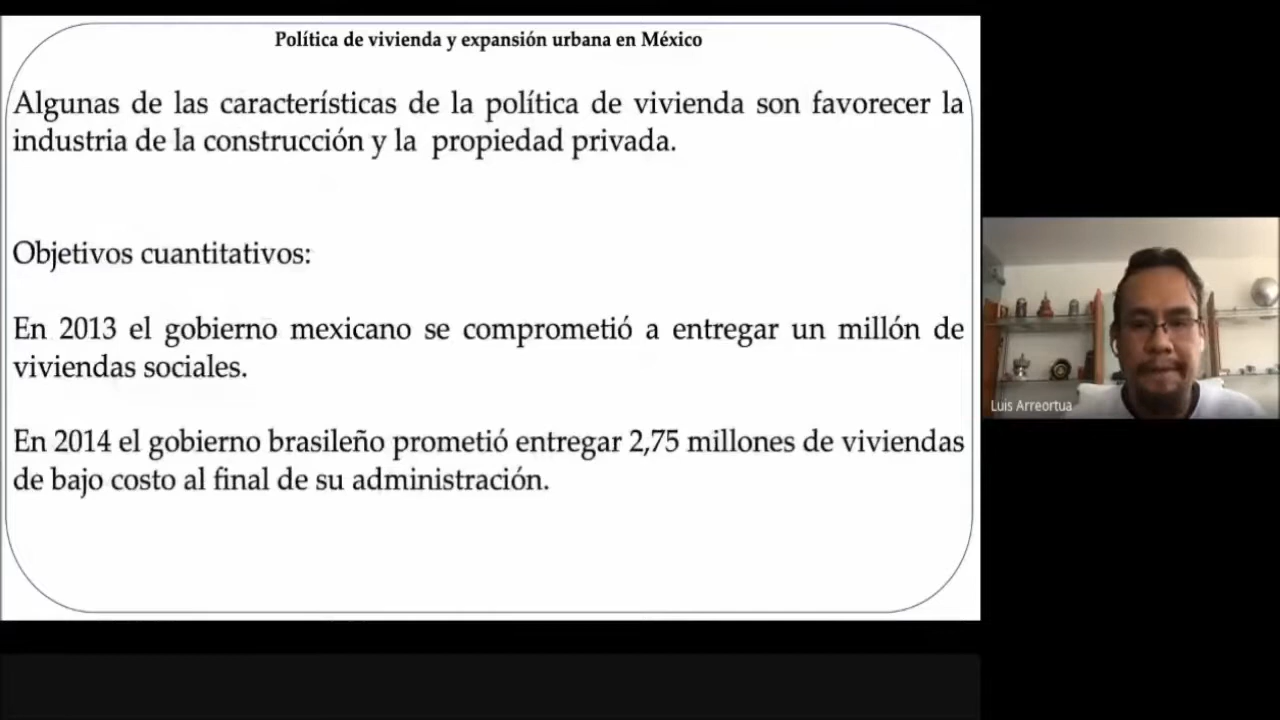 Política de vivienda y expansión urbana en México
Algunas de las características de la política de vivienda son favorecer la
industria de la construcción y la propiedad privada.
Objetivos cuantitativos:
En 2013 el gobierno mexicano se comprometió a entregar un millón de
viviendas sociales.
En 2014 el gobierno brasileño prometió entregar 2,75 millones de viviendas
de bajo costo al final de su administración.
Luis Arreortua